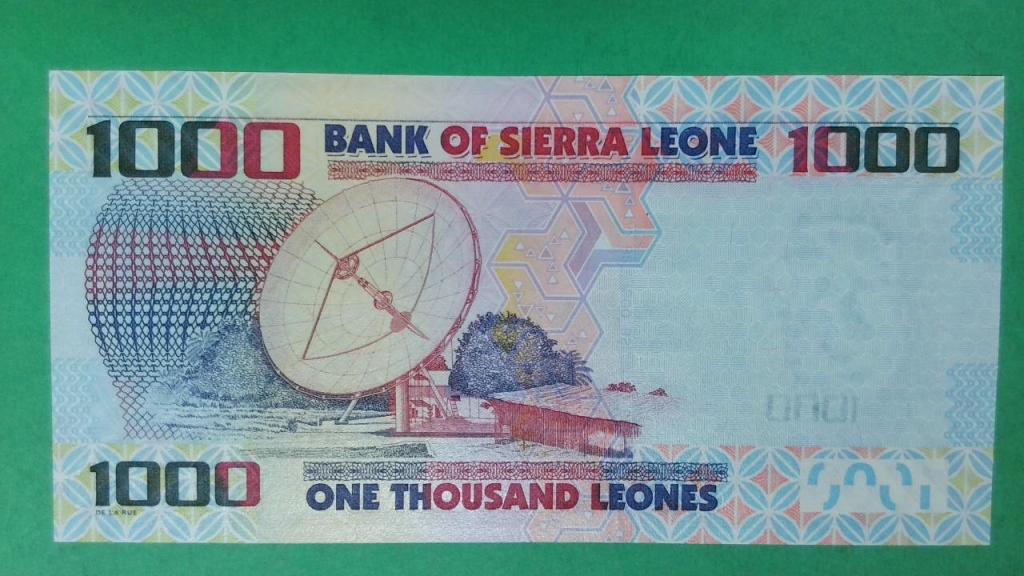 1000 BANK OF SIERRA LEONE 1000
1000 ONE THOUSAND LEONES
DE LA RUE